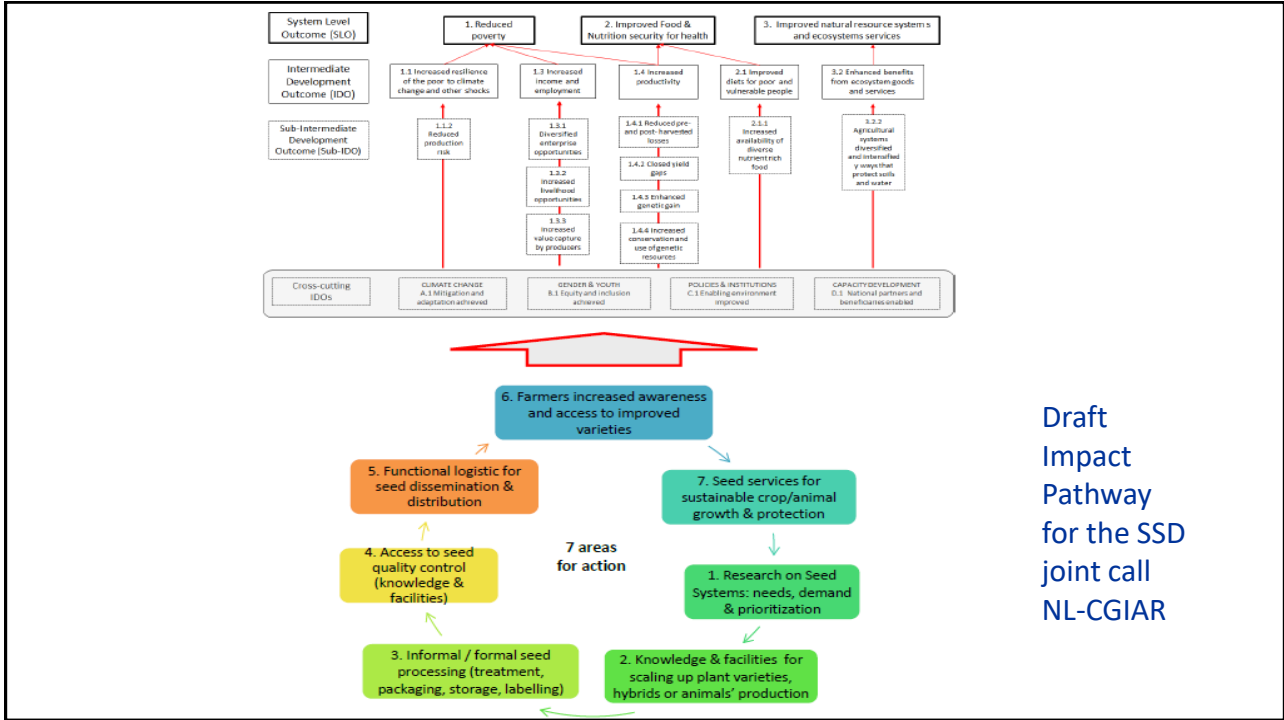 System Level
Outcome (SLO)
1. Reduced
poverty
2. Improved Food &
Nutrition security for health
3. Improved natural resource systems
and ecosystems services
Intermediate
Development
Outcome (IDO)
1.1 Increased resilience
of the poor to climate
change and other shocks
1.3 Increased
income and
employment
1.4 Increased
productivity
2.1 Improved
diets for poor and
vulnerable people
3.2 Enhanced benefits
from ecosystem goods
and services
Sub-Intermediate
Development
Outcome (Sub-IDO)
1.1.2
Reduced
production
risk
1.3.1
Diversified
enterprise
opportunities
1.3.2
Increased
livelihood
opportunities
1.3.3
Increased
value capture
by producers
1.4.1 Reduced pre-
and post- harvested
losses
1.4.2 Closed yield
gaps
1.4.3 Enhanced
genetic gain
1.4.4 Increased
conservation and
use of genetic
resources
2.1.1
Increased
availability of
diverse
nutrient rich
food
3.2.2
Agricultural
systems
diversified
and intensified
y ways that
protect soils
and water
Cross-cutting
IDOs
CLIMATE CHANGE
A.1 Mitigation and
adaptation achieved
GENDER & YOUTH
B.1 Equity and inclusion
achieved
POLICIES & INSTITUTIONS
C.1 Enabling environment
improved
CAPACITY DEVELOPMENT
D.1 National partners and
beneficiaries enabled
6. Farmers increased awareness
and access to improved
varieties
5. Functional logistic for
seed dissemination &
distribution
7. Seed services for
sustainable crop/animal
growth & protection
4. Access to seed
quality control
(knowledge &
facilities)
7 areas
for action
1. Research on Seed
Systems: needs, demand
& prioritization
3. Informal / formal seed
processing (treatment,
packaging, storage, labelling)
2. Knowledge & facilities for
scaling up plant varieties,
hybrids or animals' production
Draft
Impact
Pathway
for the SSD
joint call
NL-CGIAR